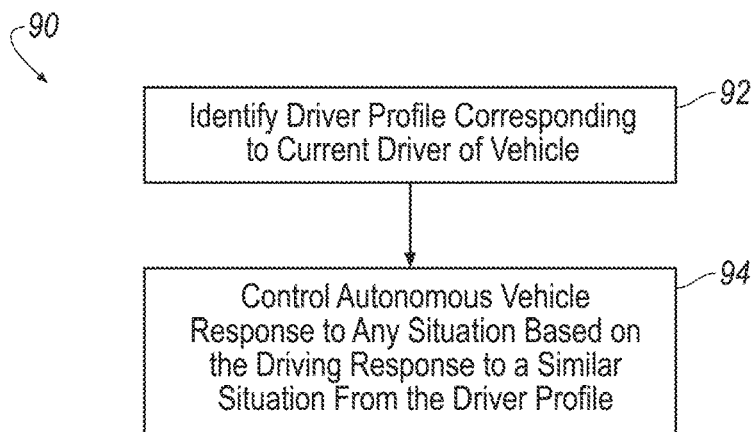 90
92
Identify Driver Profile Corresponding
to Current Driver of Vehicle
94
Control Autonomous Vehicle
Response to Any Situation Based on
the Driving Response to a Similar
Situation From the Driver Profile